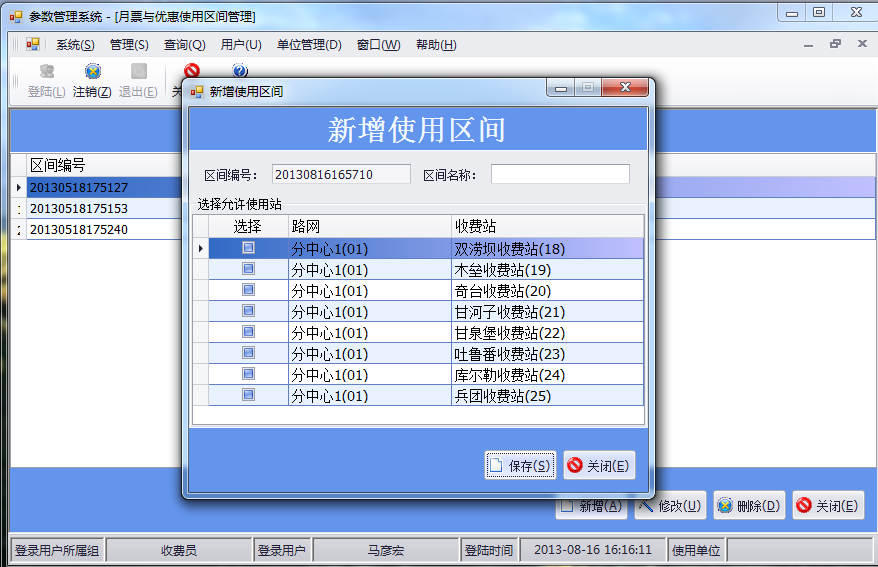 参数管理系统 - [月票与优惠使用区间管理]
系统(S) 管理(S) 查询(Q) 用户(U) 单位管理(D) 窗口(W) 帮助(H)
登陆(L) 注销(Z) 退出(E) 关
新增使用区间
新增使用区间
区间编号: 20130816165710 区间名称:
选择允许使用站
选择 路网 收费站
分中心1(01) 双涝坝收费站(18)
分中心1(01) 木垒收费站(19)
分中心1(01) 奇台收费站(20)
分中心1(01) 甘河子收费站(21)
分中心1(01) 甘泉堡收费站(22)
分中心1(01) 吐鲁番收费站(23)
分中心1(01) 库尔勒收费站(24)
分中心1(01) 兵团收费站(25)
保存(S) 关闭(E)
区间编号
20130518175127
20130518175153
20130518175240
新增(A) 修改(U) 删除(D) 关闭(E)
登录用户所属组 收费员 登录用户 马彦宏 登陆时间 2013-08-16 16:16:11 使用单位